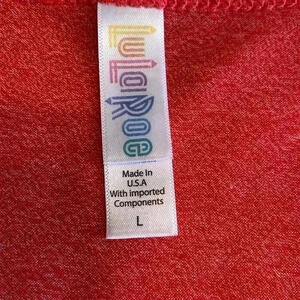 LuLaRoe
Made In
U.S.A
With imported
Components
L